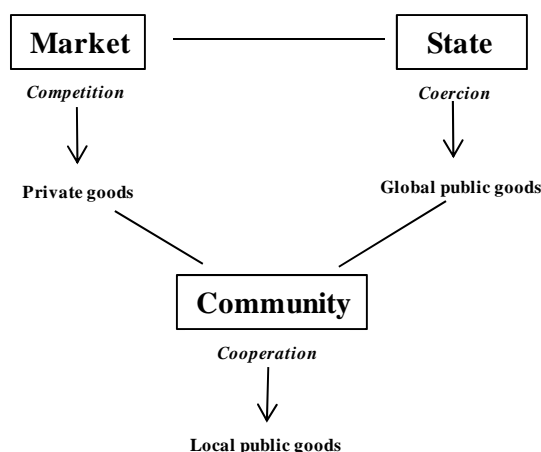 Market
State
Competition
Coercion
Private goods
Global public goods
Community
Cooperation
Local public goods